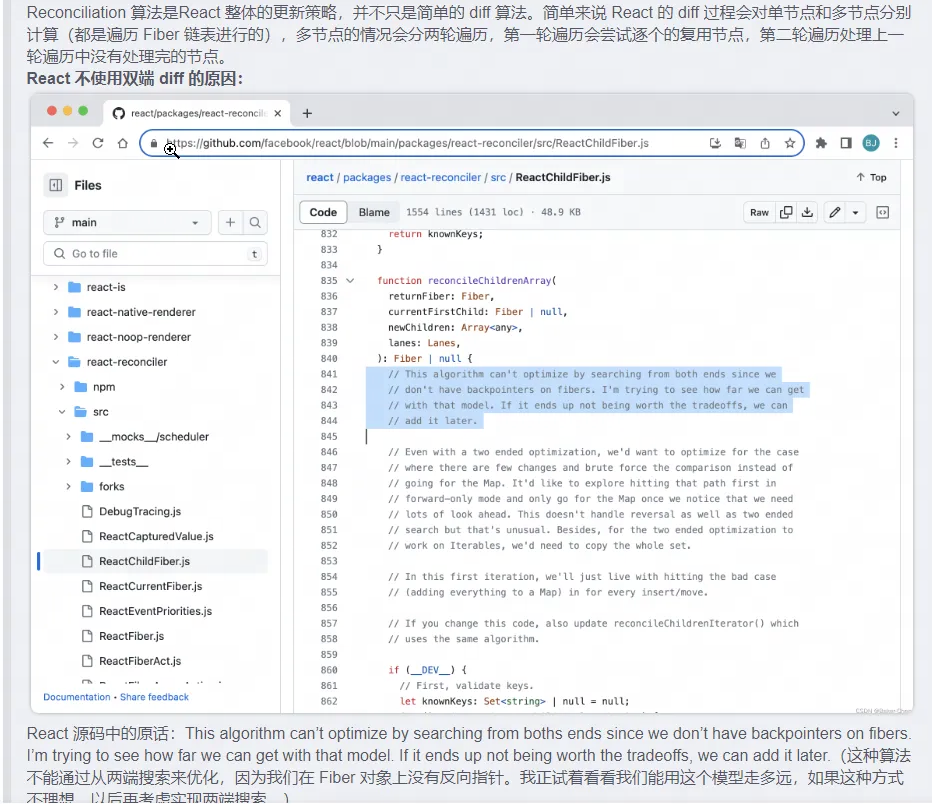 Reconciliation 算法是React 整体的更新策略，并不只是简单的 diff 算法。简单来说 React 的 diff 过程会对单节点和多节点分别
计算（都是遍历 Fiber 链表进行的），多节点的情况会分两轮遍历，第一轮遍历会尝试逐个的复用节点，第二轮遍历处理上一
轮遍历中没有处理完的节点。
React 不使用双端 diff 的原因：
react/packages/react-reconcile
https://github.com/facebook/react/blob/main/packages/react-reconciler/src/ReactChildFiber.js
BJ
Files
main
Go to file
t
react-is
react-native-renderer
react-noop-renderer
react-reconciler
npm
src
__mocks__/scheduler
__tests__
forks
DebugTracing.js
ReactCapturedValue.js
ReactChildFiber.js
ReactCurrentFiber.js
ReactEventPriorities.js
ReactFiber.js
ReactFiberAct.js
Documentation • Share feedback
react / packages / react-reconciler / src / ReactChildFiber.js
Top
Code Blame 1554 lines (1431 loc) · 48.9 KB
Raw
832 return knownKeys;
833 }
834
835 function reconcileChildrenArray(
836 returnFiber: Fiber,
837 currentFirstChild: Fiber | null,
838 newChildren: Array<any>,
839 lanes: Lanes,
840 ): Fiber | null {
841 // This algorithm can't optimize by searching from both ends since we
842 // don't have backpointers on fibers. I'm trying to see how far we can get
843 // with that model. If it ends up not being worth the tradeoffs, we can
844 // add it later.
845
846 // Even with a two ended optimization, we'd want to optimize for the case
847 // where there are few changes and brute force the comparison instead of
848 // going for the Map. It'd like to explore hitting that path first in
849 // forward-only mode and only go for the Map once we notice that we need
850 // lots of look ahead. This doesn't handle reversal as well as two ended
851 // search but that's unusual. Besides, for the two ended optimization to
852 // work on Iterables, we'd need to copy the whole set.
853
854 // In this first iteration, we'll just live with hitting the bad case
855 // (adding everything to a Map) in for every insert/move.
856
857 // If you change this code, also update reconcileChildrenIterator() which
858 // uses the same algorithm.
859
860 if (__DEV__) {
861 // First, validate keys.
862 let knownKeys: Set<string> | null = null;
React 源码中的原话：This algorithm can’t optimize by searching from boths ends since we don’t have backpointers on fibers.
I’m trying to see how far we can get with that model. If it ends up not being worth the tradeoffs, we can add it later.（这种算法
不能通过从两端搜索来优化，因为我们在 Fiber 对象上没有反向指针。我正试着看看我们能用这个模型走多远，如果这种方式
不理想，以后再考虑实现两端搜索。）